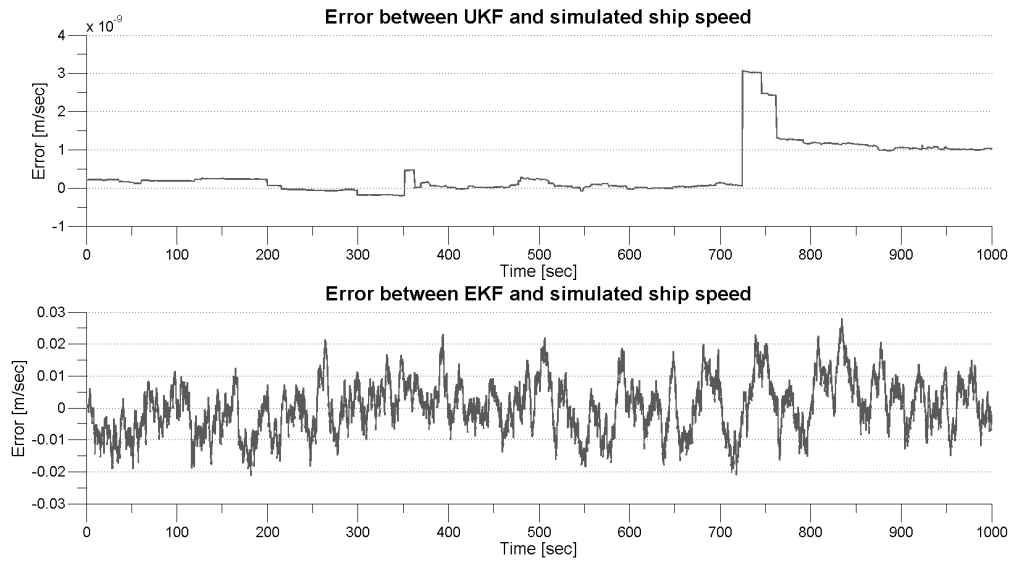 Error between UKF and simulated ship speed
x 10-9
4
3
2
1
0
-1
Error [m/sec]
0 100 200 300 400 500 600 700 800 900 1000
Time [sec]
Error between EKF and simulated ship speed
0.03
0.02
0.01
0
-0.01
-0.02
-0.03
Error [m/sec]
0 100 200 300 400 500 600 700 800 900 1000
Time [sec]